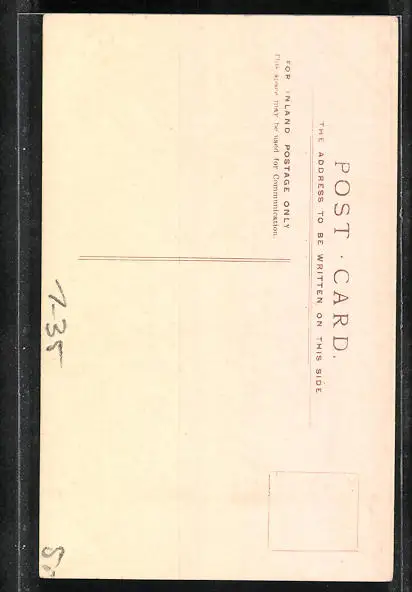 POST · CARD.
THE ADDRESS TO BE WRITTEN ON THIS SIDE
FOR INLAND POSTAGE ONLY
This space may be used for Communication.
7-35